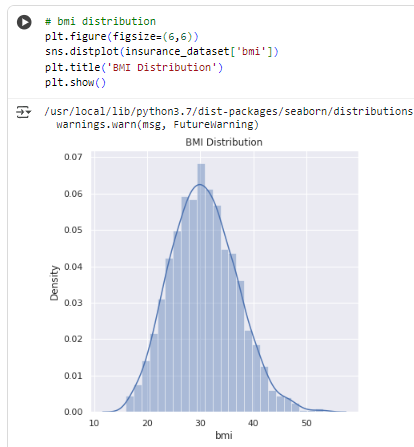 # bmi distribution
plt.figure(figsize=(6,6))
sns.distplot(insurance_dataset['bmi'])
plt.title('BMI Distribution')
plt.show()
/usr/local/lib/python3.7/dist-packages/seaborn/distributions
warnings.warn(msg, FutureWarning)
BMI Distribution
0.07
0.06
0.05
0.04
0.03
0.02
0.01
0.00
Density
10 20 30 40 50
bmi